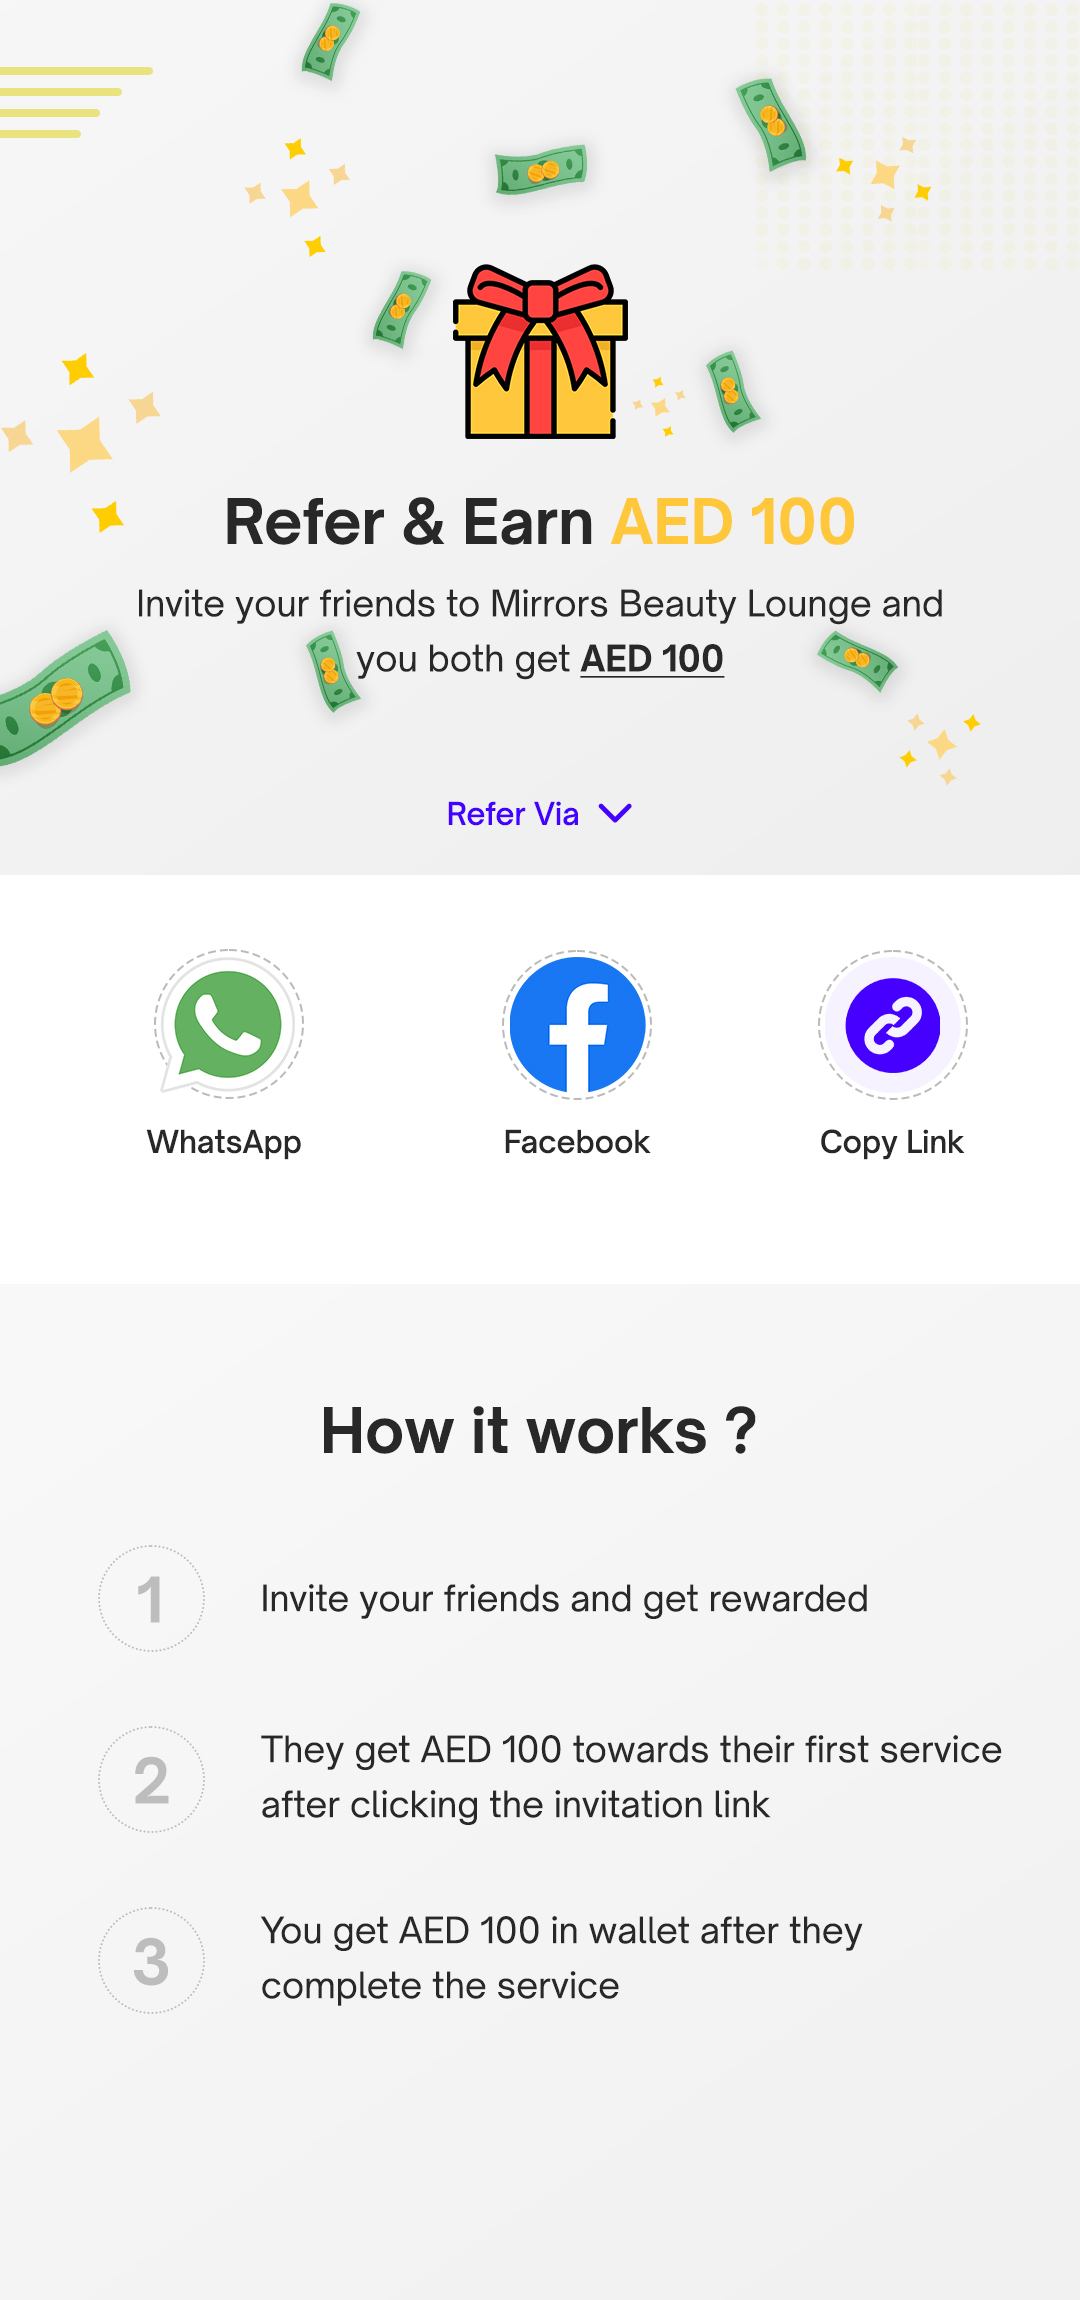 Refer & Earn AED 100
Invite your friends to Mirrors Beauty Lounge and
you both get AED 100
Refer Via
WhatsApp
Facebook
Copy Link
How it works ?
1
Invite your friends and get rewarded
2
They get AED 100 towards their first service
after clicking the invitation link
3
You get AED 100 in wallet after they
complete the service